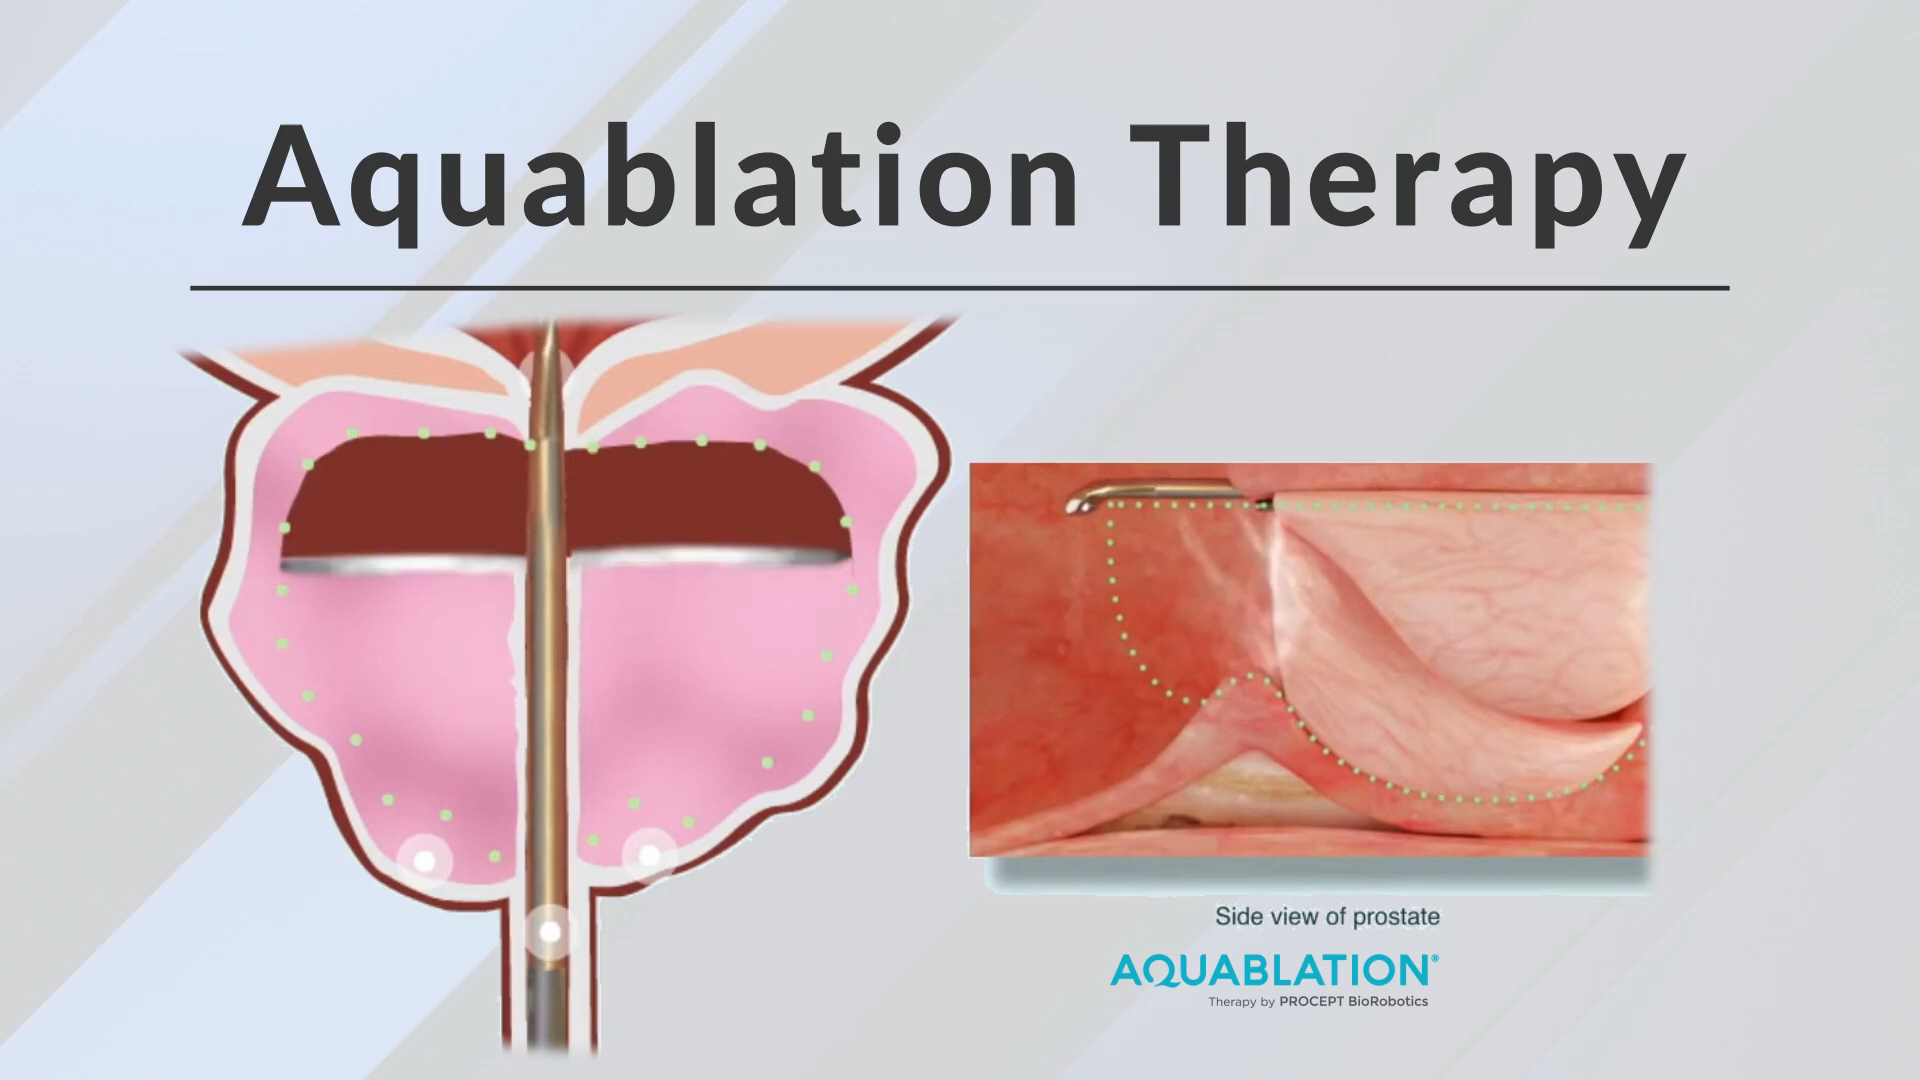 Aquablation Therapy
Side view of prostate
AQUABLATION®
Therapy by PROCEPT BioRobotics